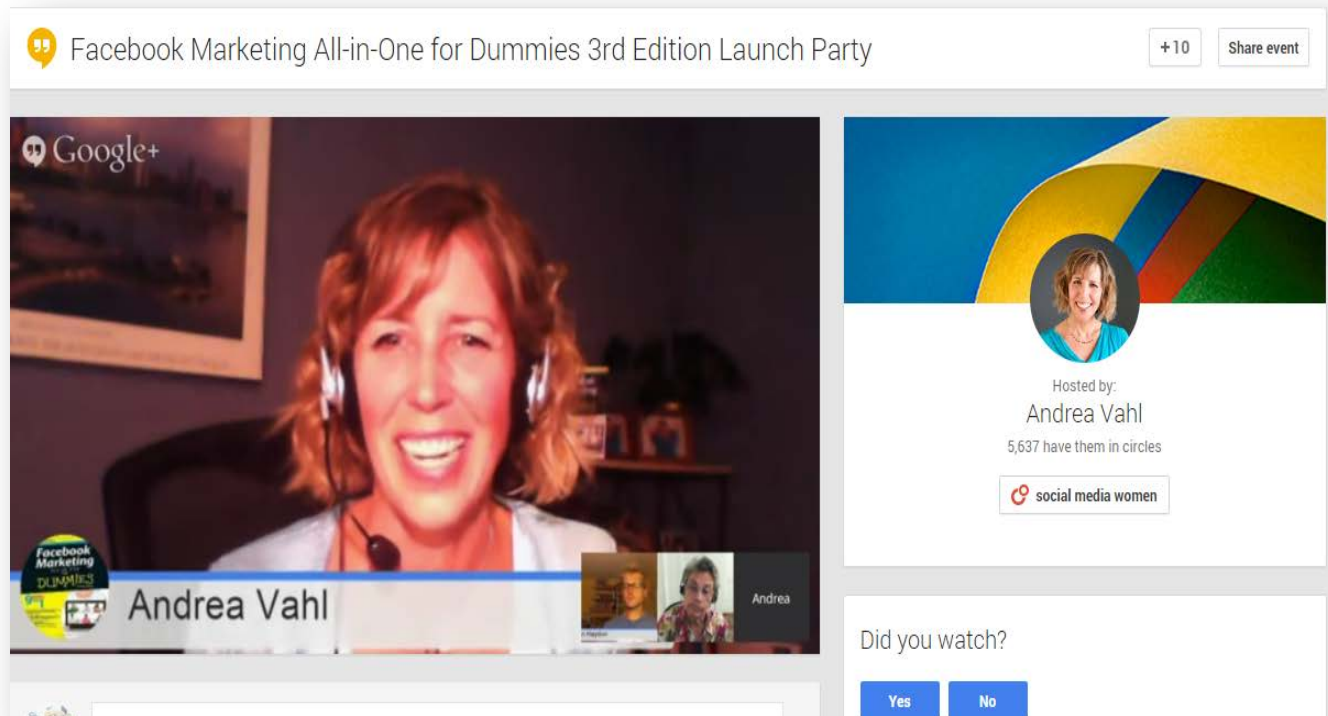 Facebook Marketing All-in-One for Dummies 3rd Edition Launch Party
+10
Share event
Google+
Facebook
Marketing
DUMMIES
Andrea Vahl
Andrea
Hosted by:
Andrea Vahl
5,637 have them in circles
social media women
Did you watch?
Yes
No